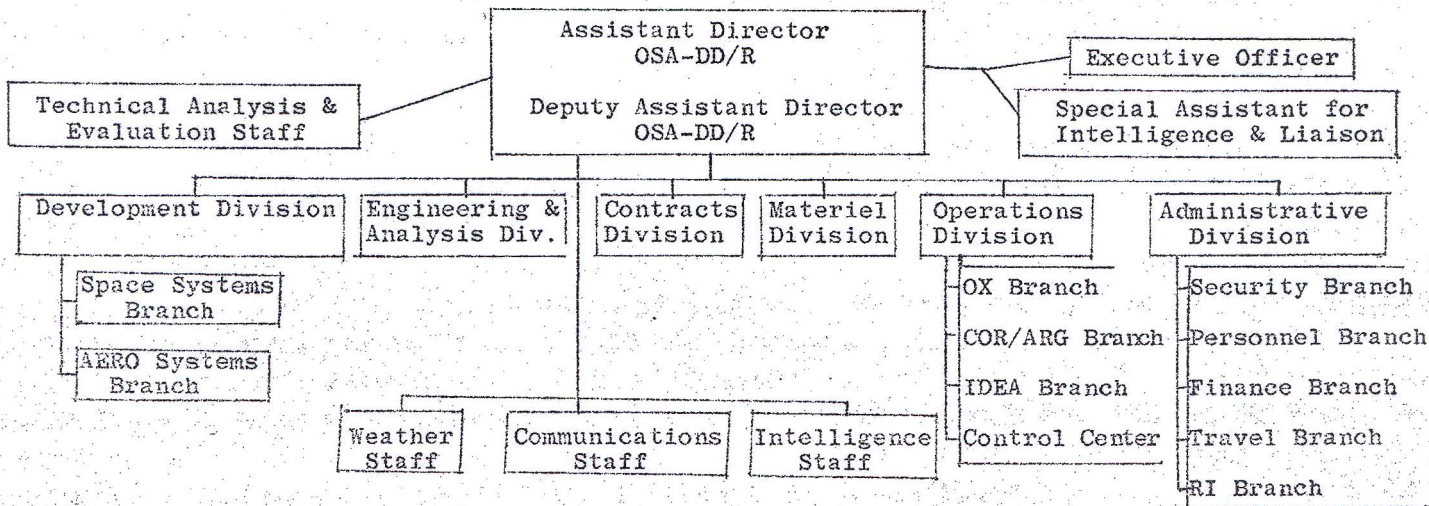 Assistant Director
OSA-DD/R
Deputy Assistant Director
OSA-DD/R
Technical Analysis &
Evaluation Staff
Executive Officer
Special Assistant for
Intelligence & Liaison
Development Division
Engineering &
Analysis Div.
Contracts
Division
Materiel
Division
Operations
Division
Administrative
Division
Space Systems
Branch
AERO Systems
Branch
OX Branch
COR/ARG Branch
IDEA Branch
Control Center
Security Branch
Personnel Branch
Finance Branch
Travel Branch
RI Branch
Weather
Staff
Communications
Staff
Intelligence
Staff